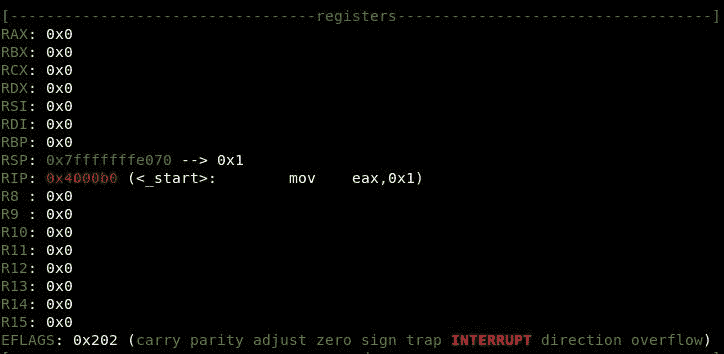 [----------------------------------registers-----------------------------------]
RAX: 0x0
RBX: 0x0
RCX: 0x0
RDX: 0x0
RSI: 0x0
RDI: 0x0
RBP: 0x0
RSP: 0x7fffffffe070 --> 0x1
RIP: 0x4000b0 (<_start>:        mov    eax,0x1)
R8 : 0x0
R9 : 0x0
R10: 0x0
R11: 0x0
R12: 0x0
R13: 0x0
R14: 0x0
R15: 0x0
EFLAGS: 0x202 (carry parity adjust zero sign trap INTERRUPT direction overflow)